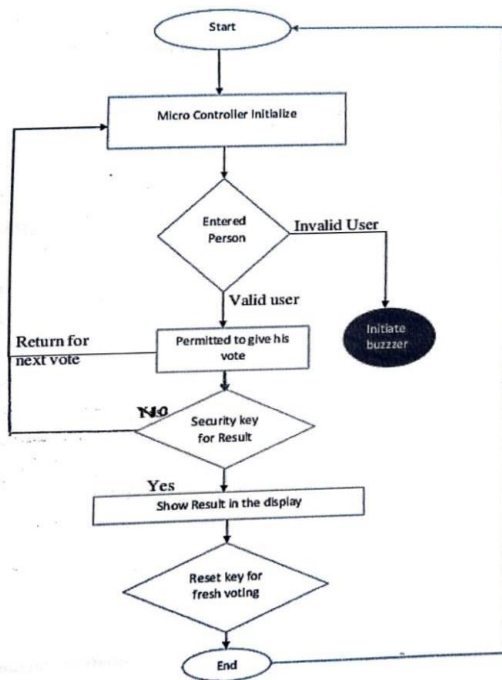 Start
Micro Controller Initialize
Entered
Person
Invalid User
Valid user
Initiate
buzzzer
Return for
next vote
Permitted to give his
vote
Security key
for Result
Yes
Show Result in the display
Reset key for
fresh voting
End